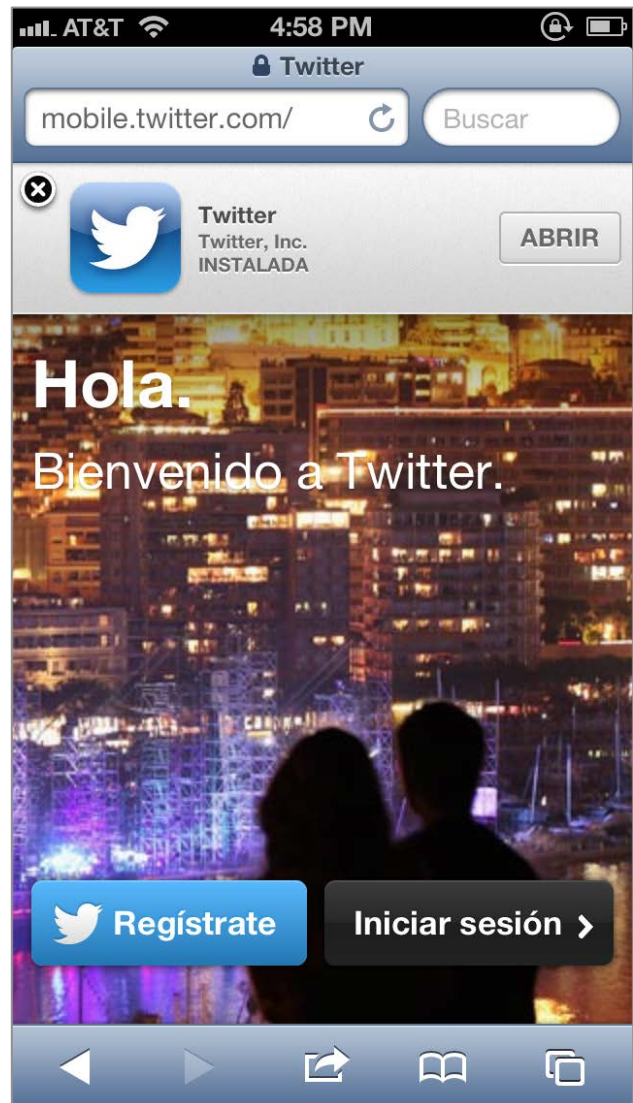 AT&T 4:58 PM
Twitter
mobile.twitter.com/ Buscar
Twitter
Twitter, Inc.
INSTALADA
ABRIR
Hola.
Bienvenido a Twitter.
Regístrate Iniciar sesión